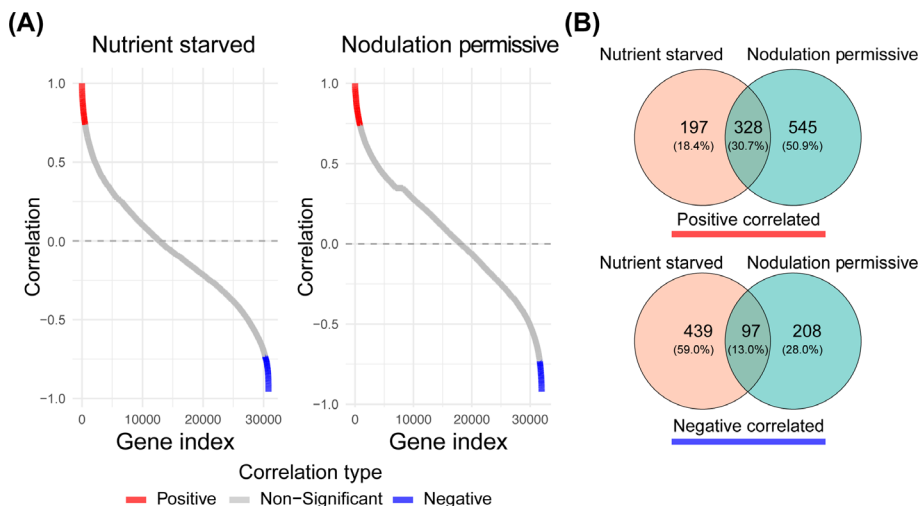 (A)
Nutrient starved
Nodulation permissive
Correlation
1.0
0.5
0.0
−0.5
−1.0
0
10000
20000
30000
Gene index
Correlation
1.0
0.5
0.0
−0.5
−1.0
0
10000
20000
30000
Gene index
Correlation type
Positive
Non−Significant
Negative
(B)
Nutrient starved
Nodulation permissive
197
(18.4%)
328
(30.7%)
545
(50.9%)
Positive correlated
Nutrient starved
Nodulation permissive
439
(59.0%)
97
(13.0%)
208
(28.0%)
Negative correlated